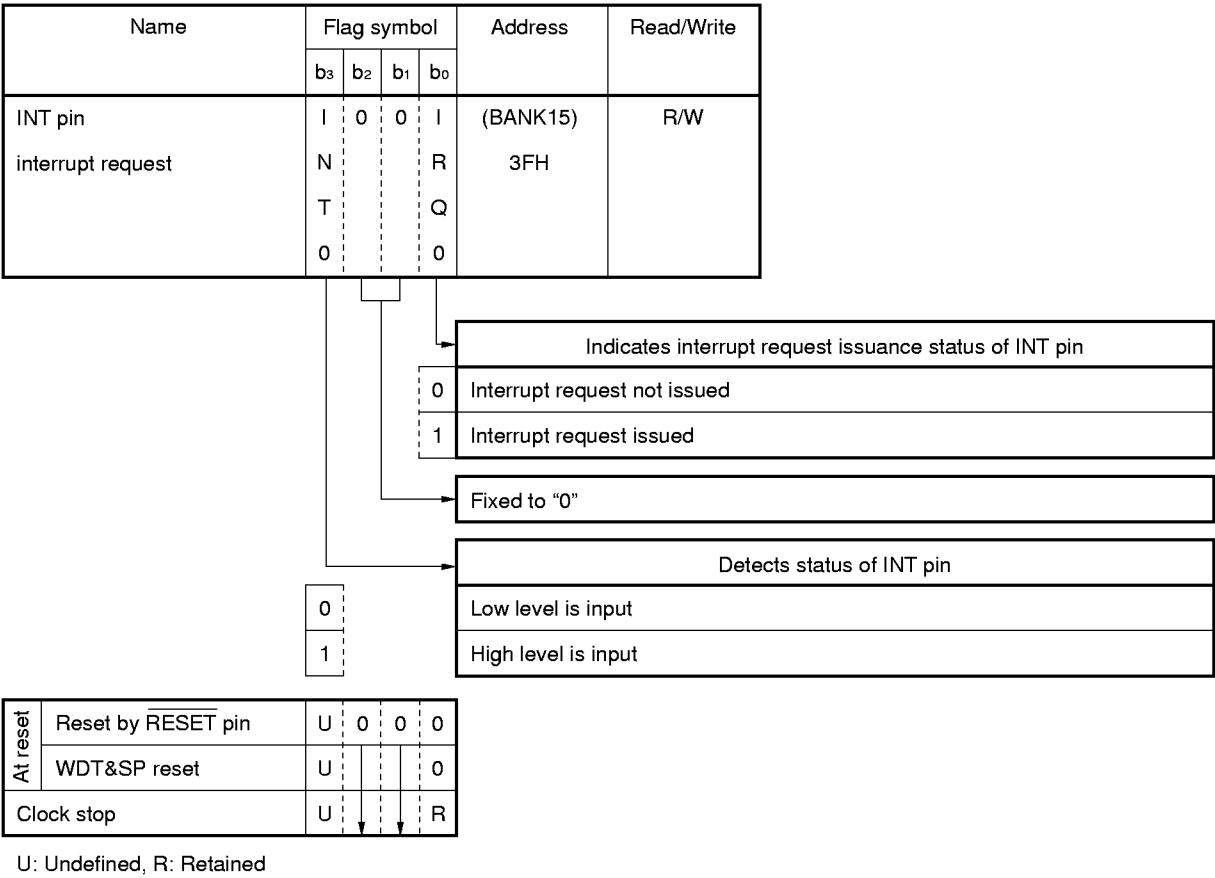 Name Flag symbol Address Read/Write
b3 b2 b1 b0
INT pin I 0 0 I (BANK15) R/W
interrupt request N R 3FH
T Q
0 0
Indicates interrupt request issuance status of INT pin
0 Interrupt request not issued
1 Interrupt request issued
Fixed to “0”
Detects status of INT pin
0 Low level is input
1 High level is input
At reset
Reset by RESET pin U 0 0 0
WDT&SP reset U 0
Clock stop U R
U: Undefined, R: Retained